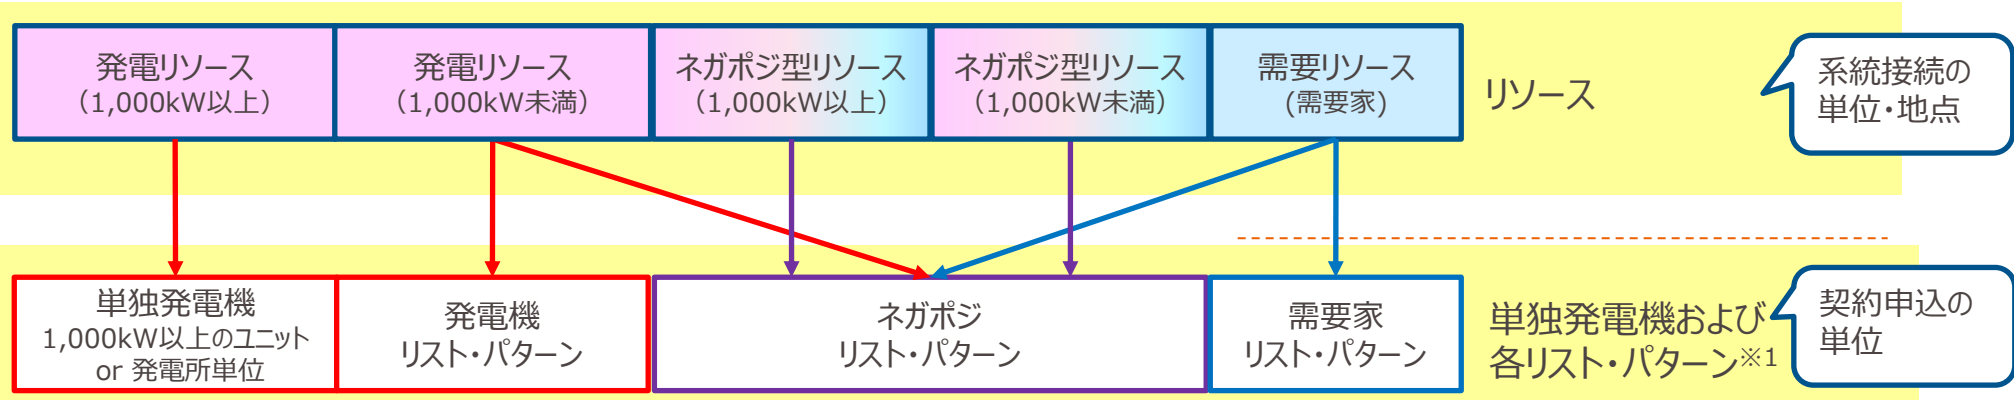 発電リソース
（1,000kW以上）
発電リソース
（1,000kW未満）
ネガポジ型リソース
（1,000kW以上）
ネガポジ型リソース
（1,000kW未満）
需要リソース
(需要家)
リソース
系統接続の
単位・地点
単独発電機
1,000kW以上のユニット
or 発電所単位
発電機
リスト・パターン
ネガポジ
リスト・パターン
需要家
リスト・パターン
単独発電機および
各リスト・パターン※1
契約申込の
単位